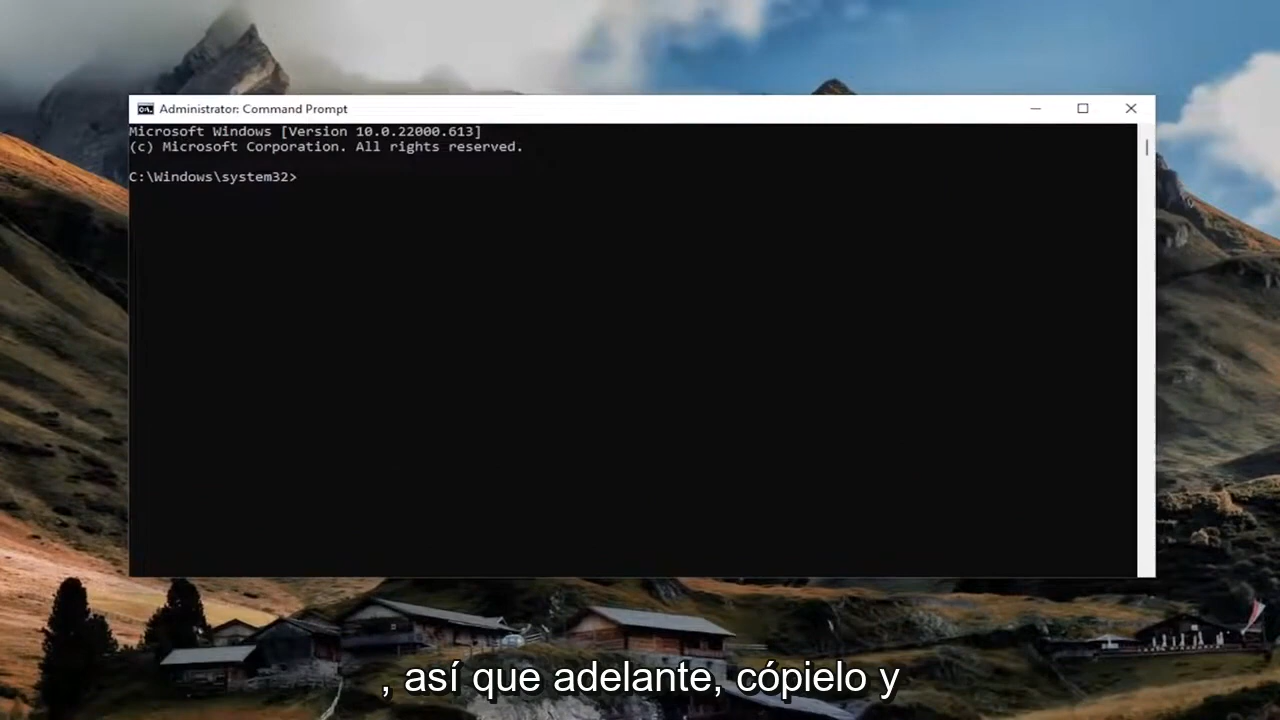 Administrator: Command Prompt
Microsoft Windows [Version 10.0.22000.613]
(c) Microsoft Corporation. All rights reserved.
C:\Windows\system32>
, así que adelante, cópielo y